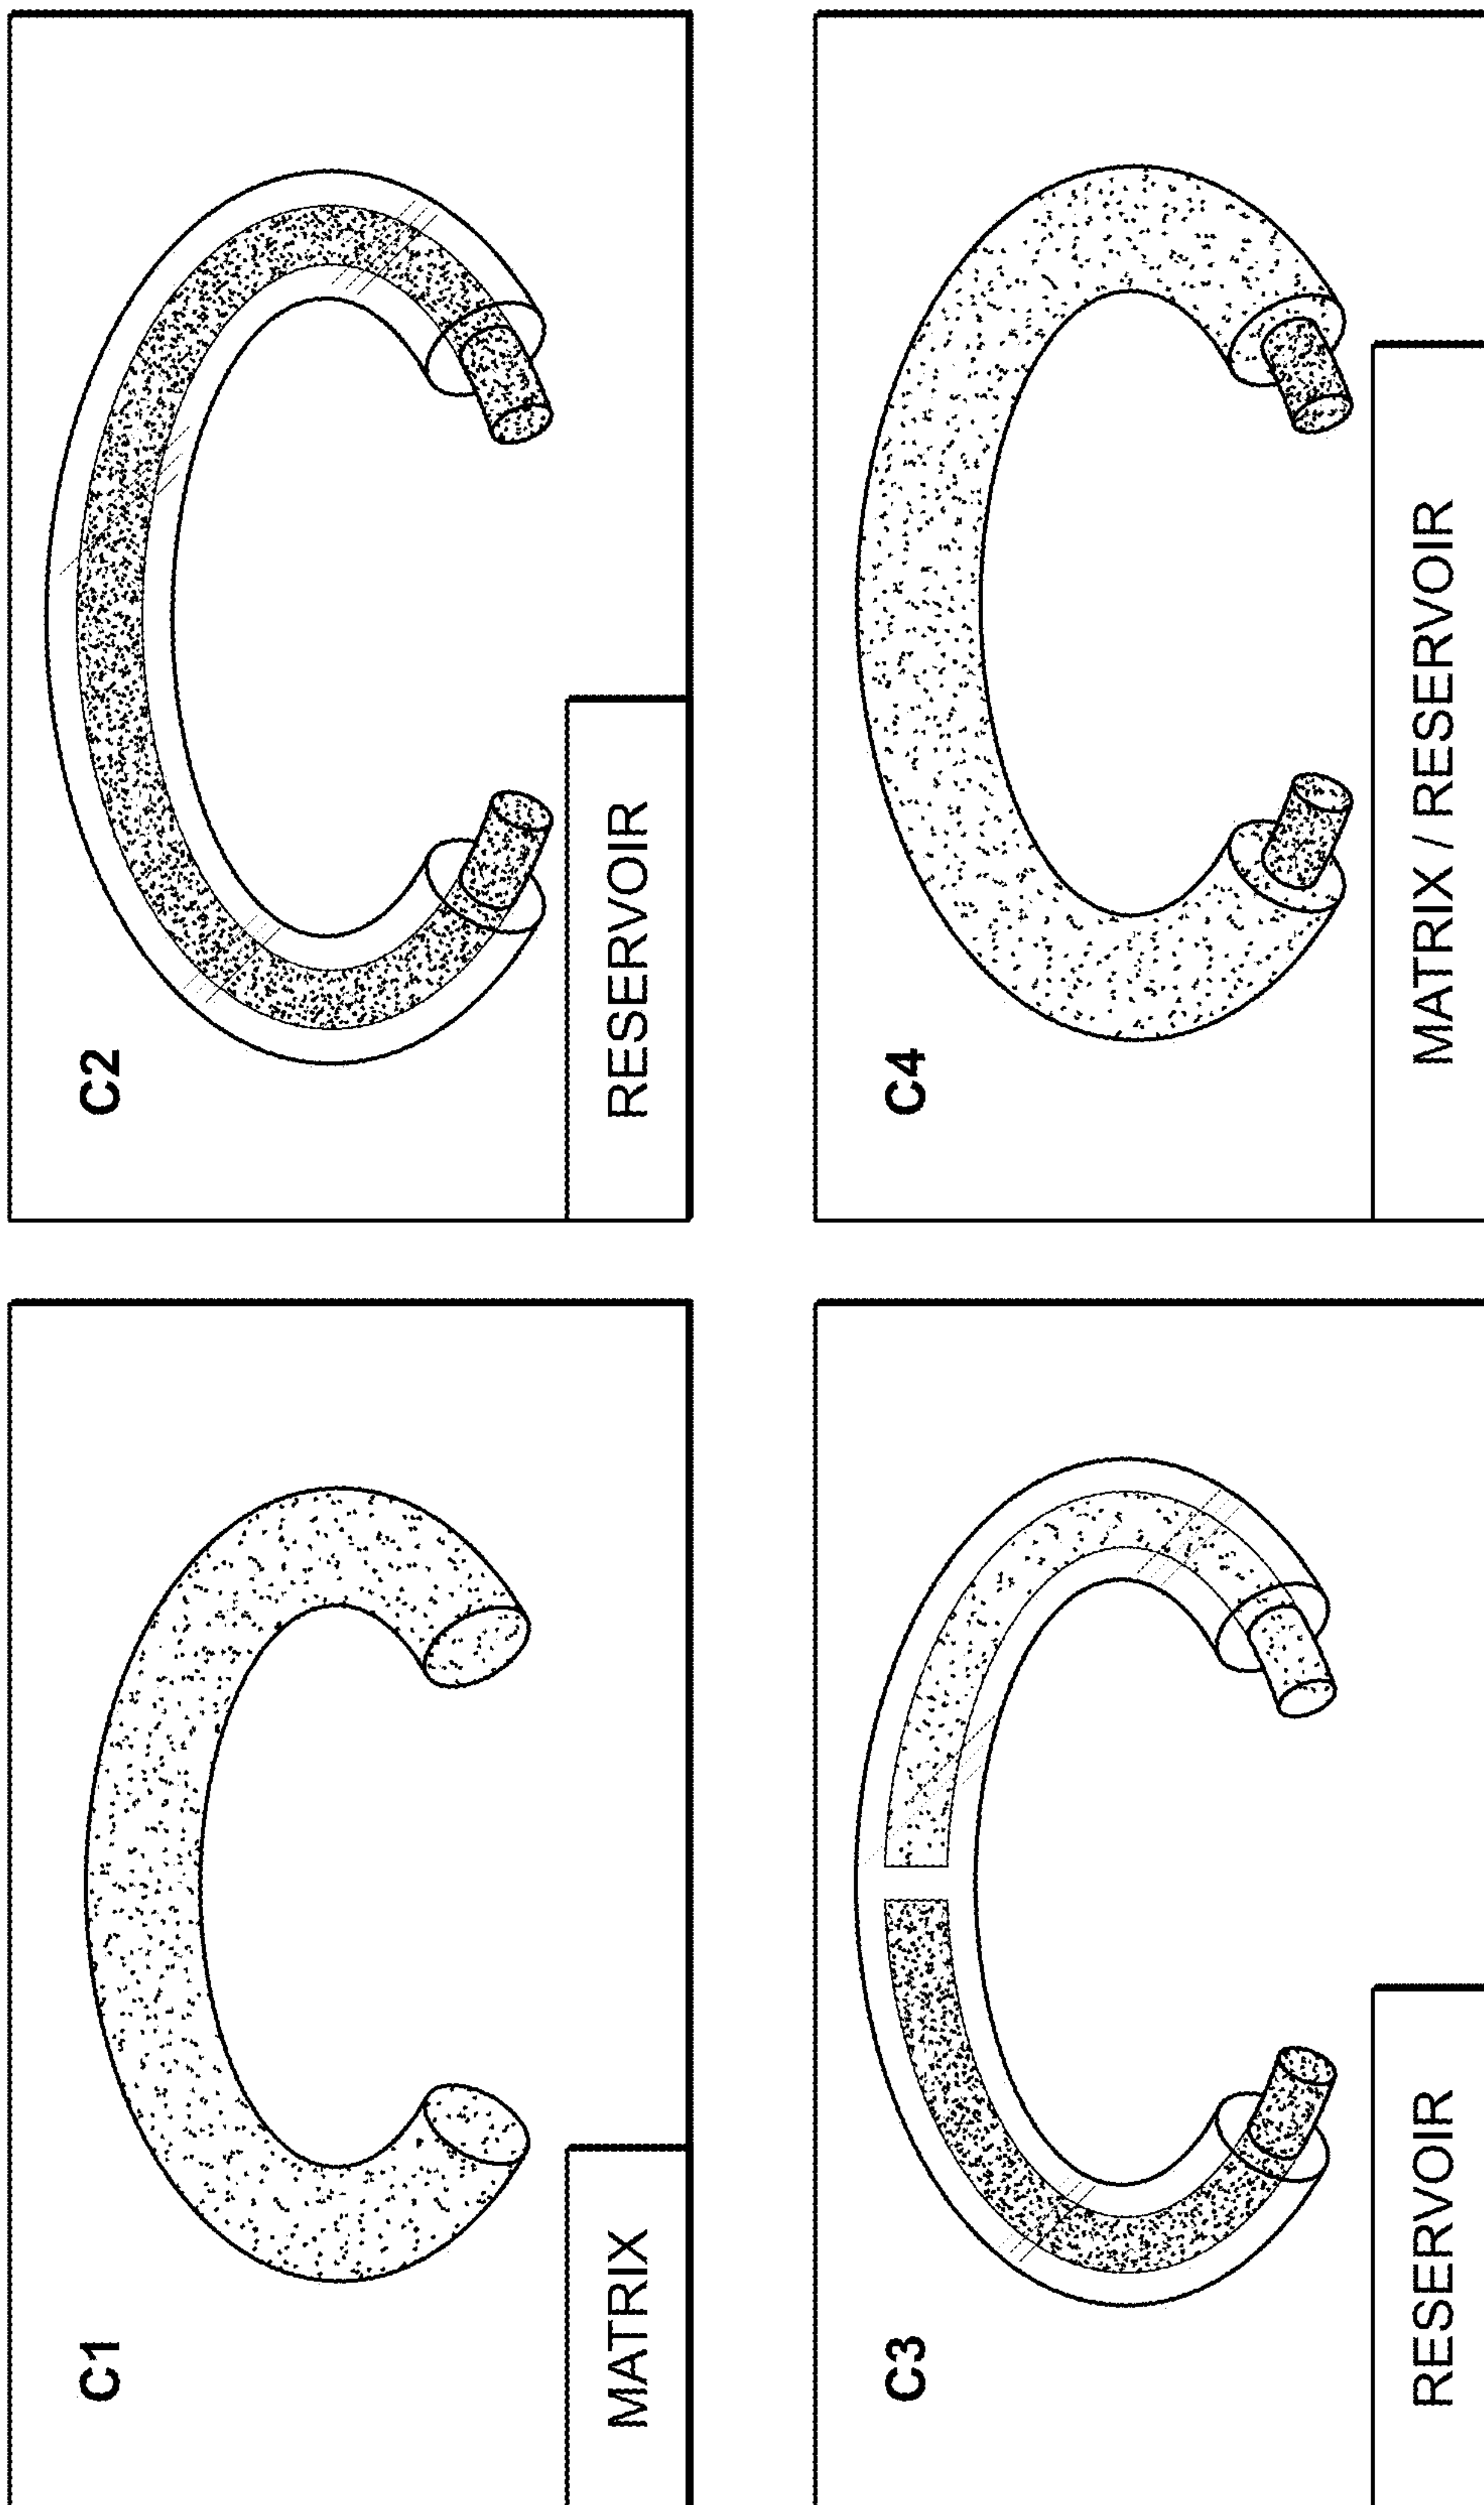 C1
MATRIX
C2
RESERVOIR
C3
RESERVOIR
C4
MATRIX / RESERVOIR